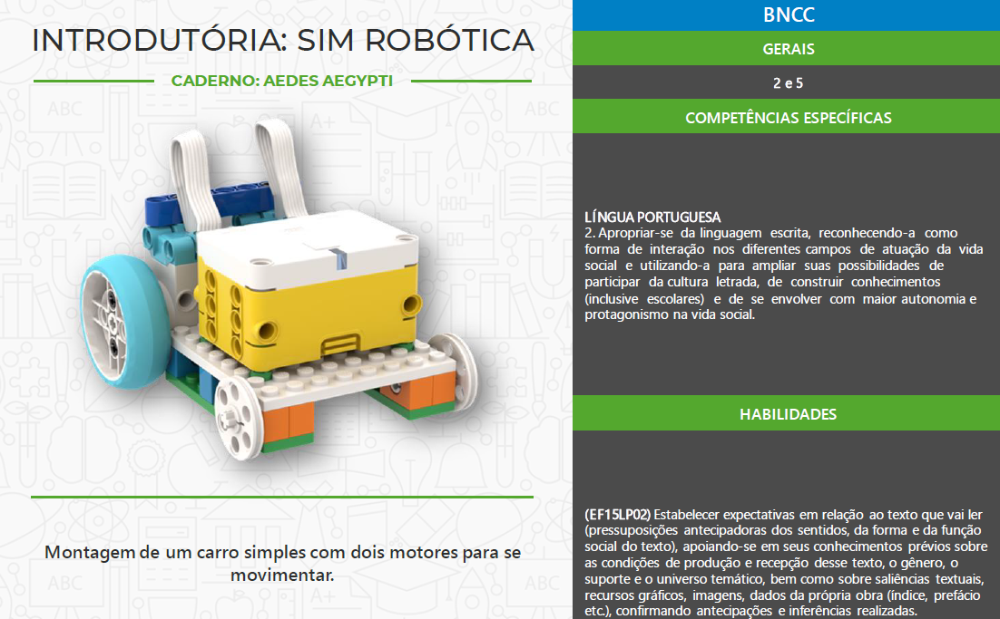 INTRODUTÓRIA: SIM ROBÓTICA
CADERNO: AEDES AEGYPTI
Montagem de um carro simples com dois motores para se
movimentar.
BNCC
GERAIS
2 e 5
COMPETÊNCIAS ESPECÍFICAS
LÍNGUA PORTUGUESA
2. Apropriar-se da linguagem escrita, reconhecendo-a como
forma de interação nos diferentes campos de atuação da vida
social e utilizando-a para ampliar suas possibilidades de
participar da cultura letrada, de construir conhecimentos
(inclusive escolares) e de se envolver com maior autonomia e
protagonismo na vida social.
HABILIDADES
(EF15LP02) Estabelecer expectativas em relação ao texto que vai ler
(pressuposições antecipadoras dos sentidos, da forma e da função
social do texto), apoiando-se em seus conhecimentos prévios sobre
as condições de produção e recepção desse texto, o gênero, o
suporte e o universo temático, bem como sobre saliências textuais,
recursos gráficos, imagens, dados da própria obra (índice, prefácio
etc.), confirmando antecipações e inferências realizadas.
ABC
A+
ABC
ABC
A+
ABC